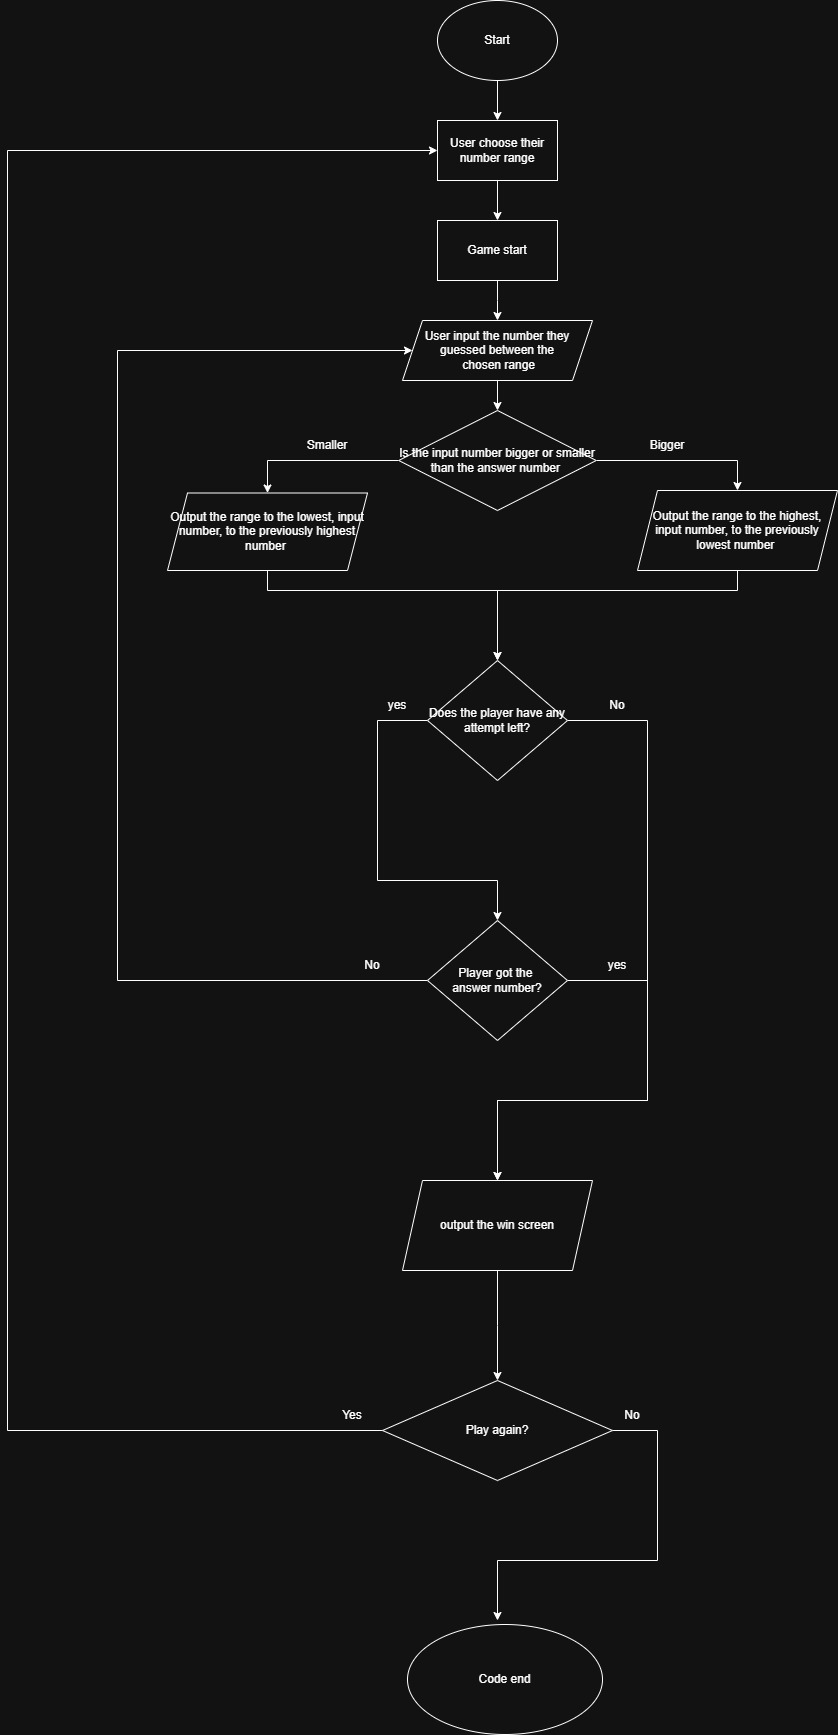 Start
User choose their
number range
Game start
User input the number they
guessed between the
chosen range
Is the input number bigger or smaller
than the answer number
Smaller
Bigger
Output the range to the lowest, input
number, to the previously highest
number
Output the range to the highest,
input number, to the previously
lowest number
Does the player have any
attempt left?
yes
No
Player got the
answer number?
No
yes
output the win screen
Play again?
Yes
No
Code end